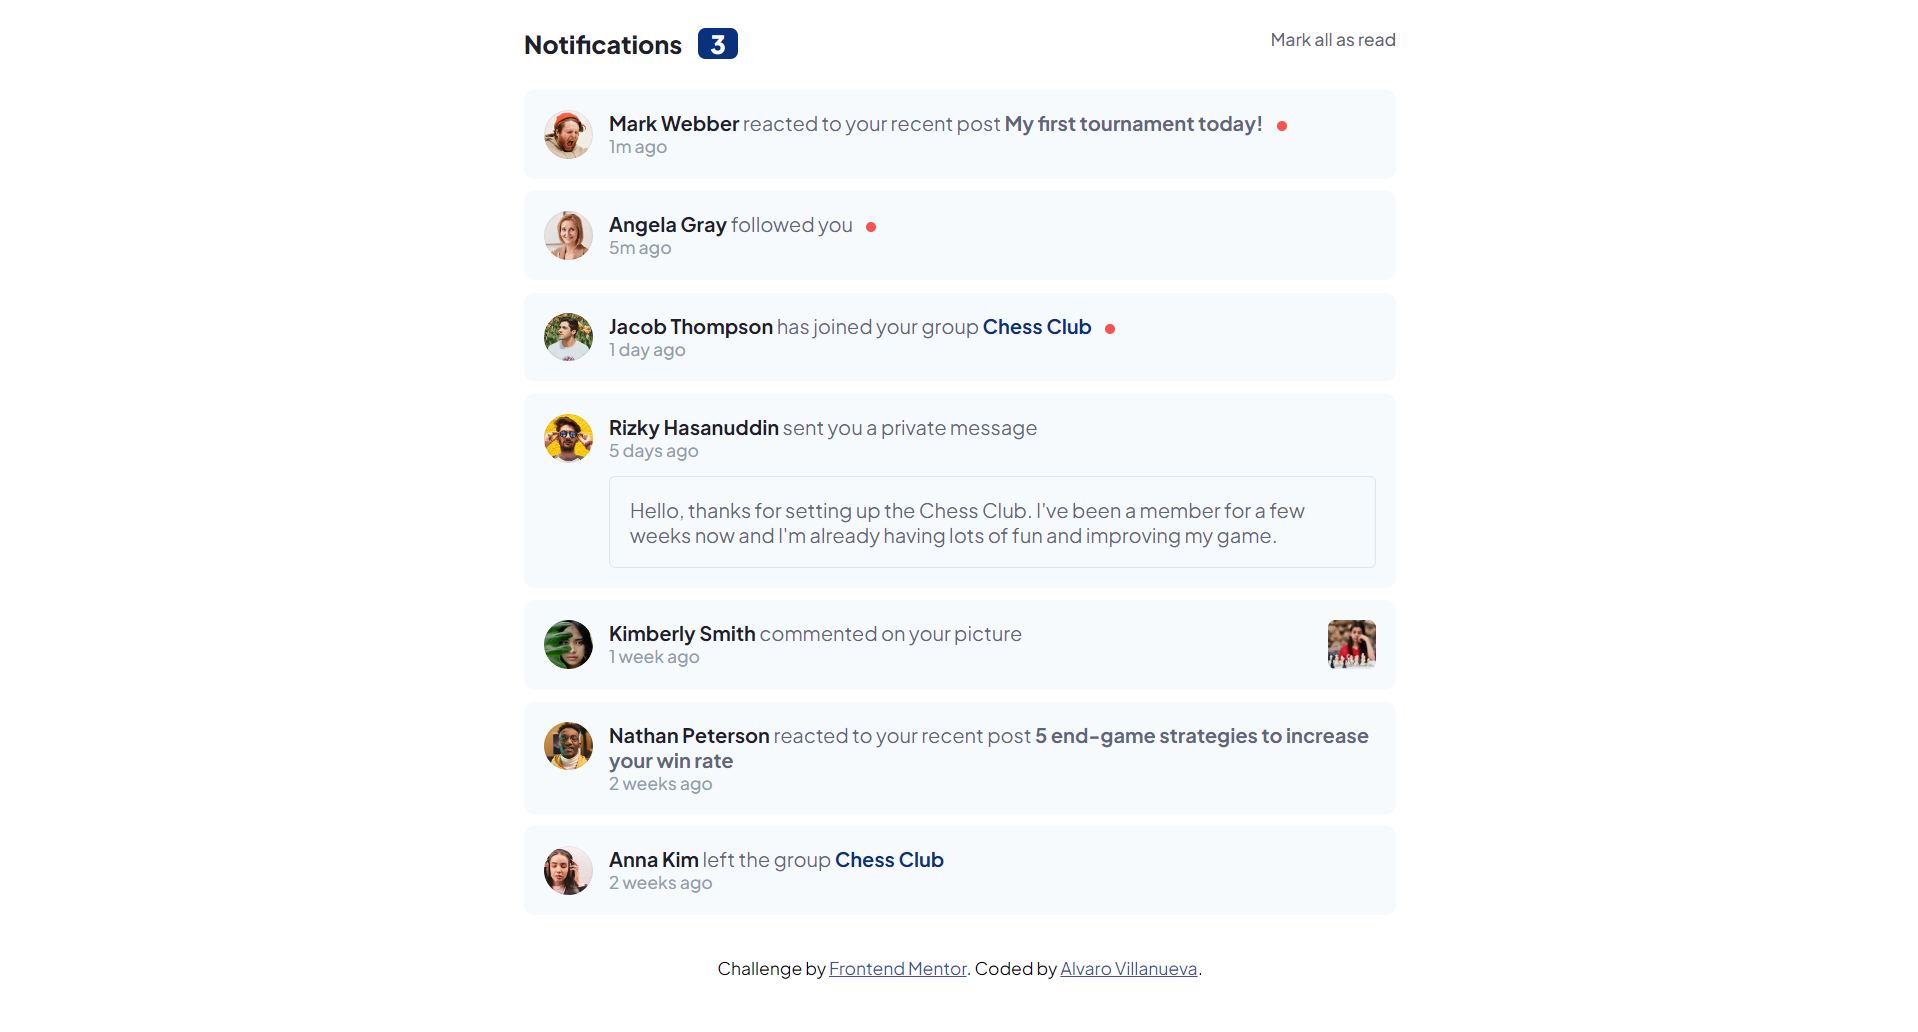 Notifications 3
Mark all as read
Mark Webber reacted to your recent post My first tournament today!
1m ago
Angela Gray followed you
5m ago
Jacob Thompson has joined your group Chess Club
1 day ago
Rizky Hasanuddin sent you a private message
5 days ago
Hello, thanks for setting up the Chess Club. I've been a member for a few
weeks now and I'm already having lots of fun and improving my game.
Kimberly Smith commented on your picture
1 week ago
Nathan Peterson reacted to your recent post 5 end-game strategies to increase
your win rate
2 weeks ago
Anna Kim left the group Chess Club
2 weeks ago
Challenge by Frontend Mentor. Coded by Alvaro Villanueva.